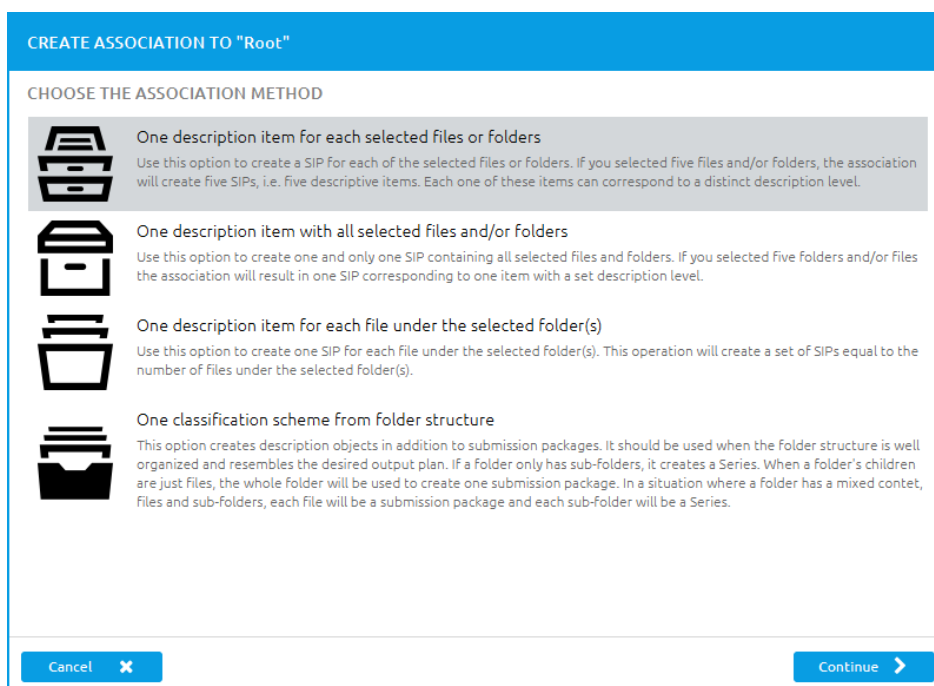 CREATE ASSOCIATION TO "Root"
CHOOSE THE ASSOCIATION METHOD
One description item for each selected files or folders
Use this option to create a SIP for each of the selected files or folders. If you selected five files and/or folders, the association
will create five SIPs, i.e. five descriptive items. Each one of these items can correspond to a distinct description level.
One description item with all selected files and/or folders
Use this option to create one and only one SIP containing all selected files and folders. If you selected five folders and/or files
the association will result in one SIP corresponding to one item with a set description level.
One description item for each file under the selected folder(s)
Use this option to create one SIP for each file under the selected folder(s). This operation will create a set of SIPs equal to the
number of files under the selected folder(s).
One classification scheme from folder structure
This option creates description objects in addition to submission packages. It should be used when the folder structure is well
organized and resembles the desired output plan. If a folder only has sub-folders, it creates a Series. When a folder's children
are just files, the whole folder will be used to create one submission package. In a situation where a folder has a mixed contet,
files and sub-folders, each file will be a submission package and each sub-folder will be a Series.
Cancel
Continue